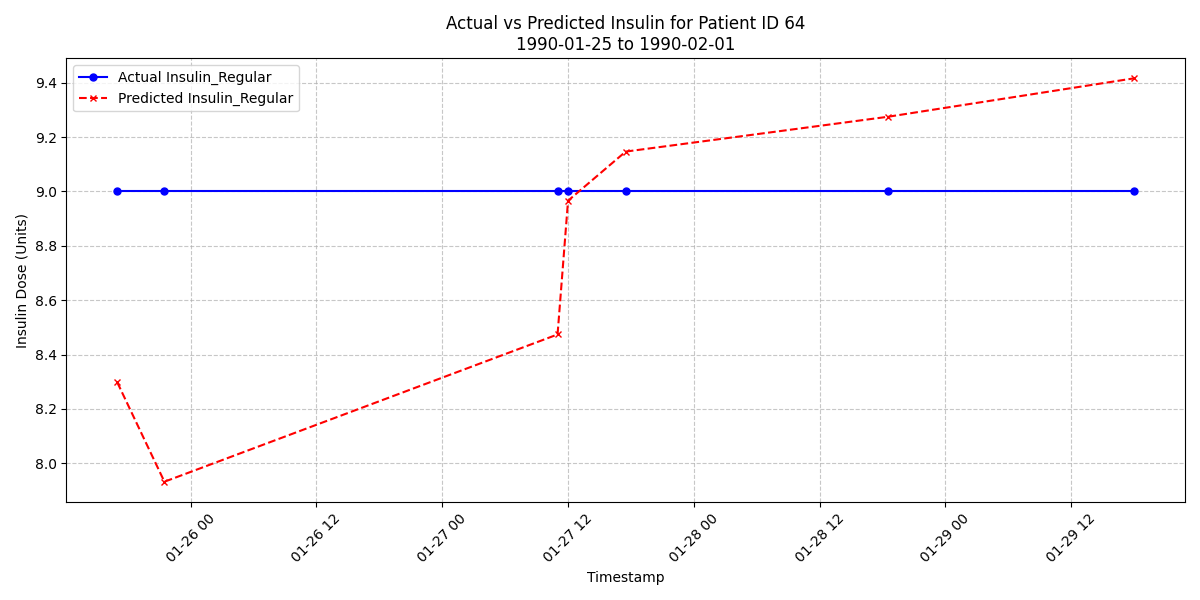 Actual vs Predicted Insulin for Patient ID 64
1990-01-25 to 1990-02-01
Actual Insulin_Regular
Predicted Insulin_Regular
Insulin Dose (Units)
9.4
9.2
9.0
8.8
8.6
8.4
8.2
8.0
01-26 00
01-26 12
01-27 00
01-27 12
01-28 00
01-28 12
01-29 00
01-29 12
Timestamp